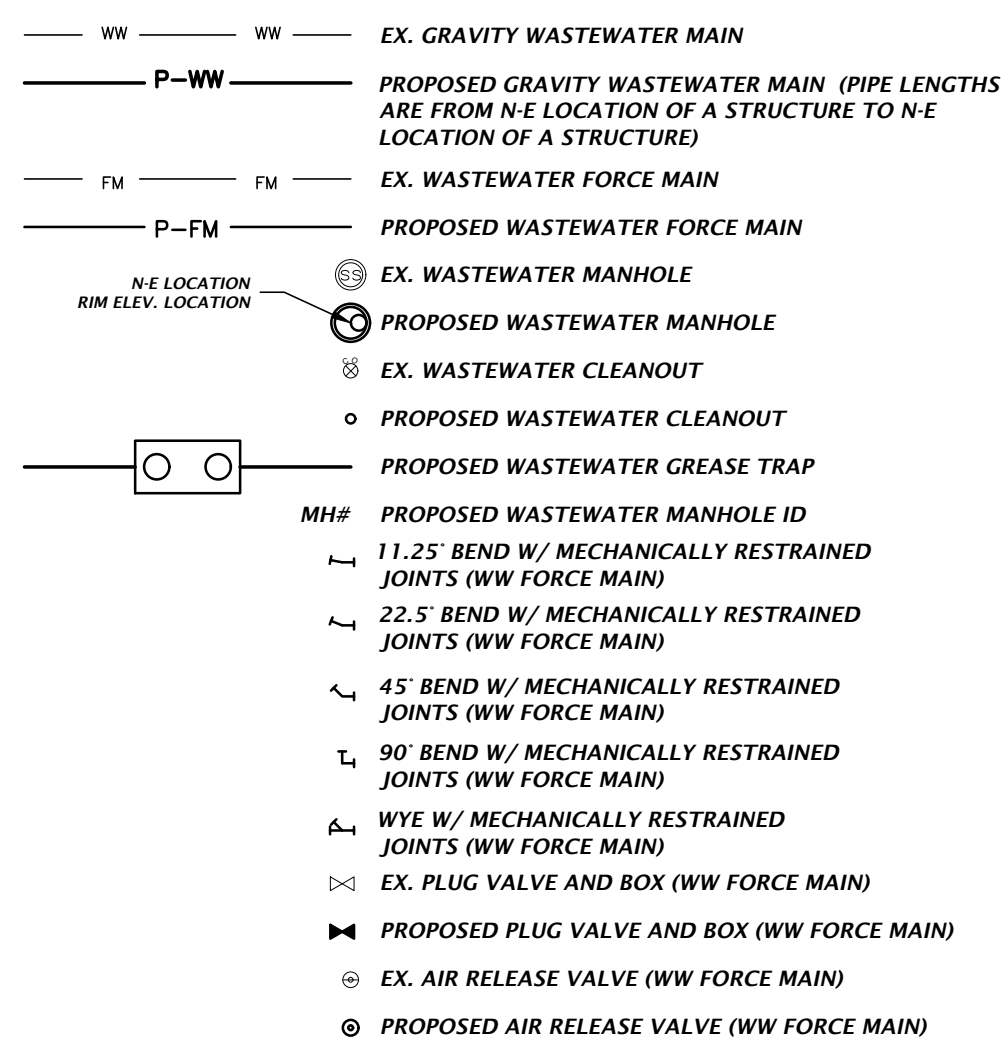 WW WW EX. GRAVITY WASTEWATER MAIN
P-WW PROPOSED GRAVITY WASTEWATER MAIN (PIPE LENGTHS
ARE FROM N-E LOCATION OF A STRUCTURE TO N-E
LOCATION OF A STRUCTURE)
FM FM EX. WASTEWATER FORCE MAIN
P-FM PROPOSED WASTEWATER FORCE MAIN
SS EX. WASTEWATER MANHOLE
N-E LOCATION
RIM ELEV. LOCATION
PROPOSED WASTEWATER MANHOLE
EX. WASTEWATER CLEANOUT
PROPOSED WASTEWATER CLEANOUT
PROPOSED WASTEWATER GREASE TRAP
MH# PROPOSED WASTEWATER MANHOLE ID
11.25° BEND W/ MECHANICALLY RESTRAINED
JOINTS (WW FORCE MAIN)
22.5° BEND W/ MECHANICALLY RESTRAINED
JOINTS (WW FORCE MAIN)
45° BEND W/ MECHANICALLY RESTRAINED
JOINTS (WW FORCE MAIN)
90° BEND W/ MECHANICALLY RESTRAINED
JOINTS (WW FORCE MAIN)
WYE W/ MECHANICALLY RESTRAINED
JOINTS (WW FORCE MAIN)
EX. PLUG VALVE AND BOX (WW FORCE MAIN)
PROPOSED PLUG VALVE AND BOX (WW FORCE MAIN)
EX. AIR RELEASE VALVE (WW FORCE MAIN)
PROPOSED AIR RELEASE VALVE (WW FORCE MAIN)